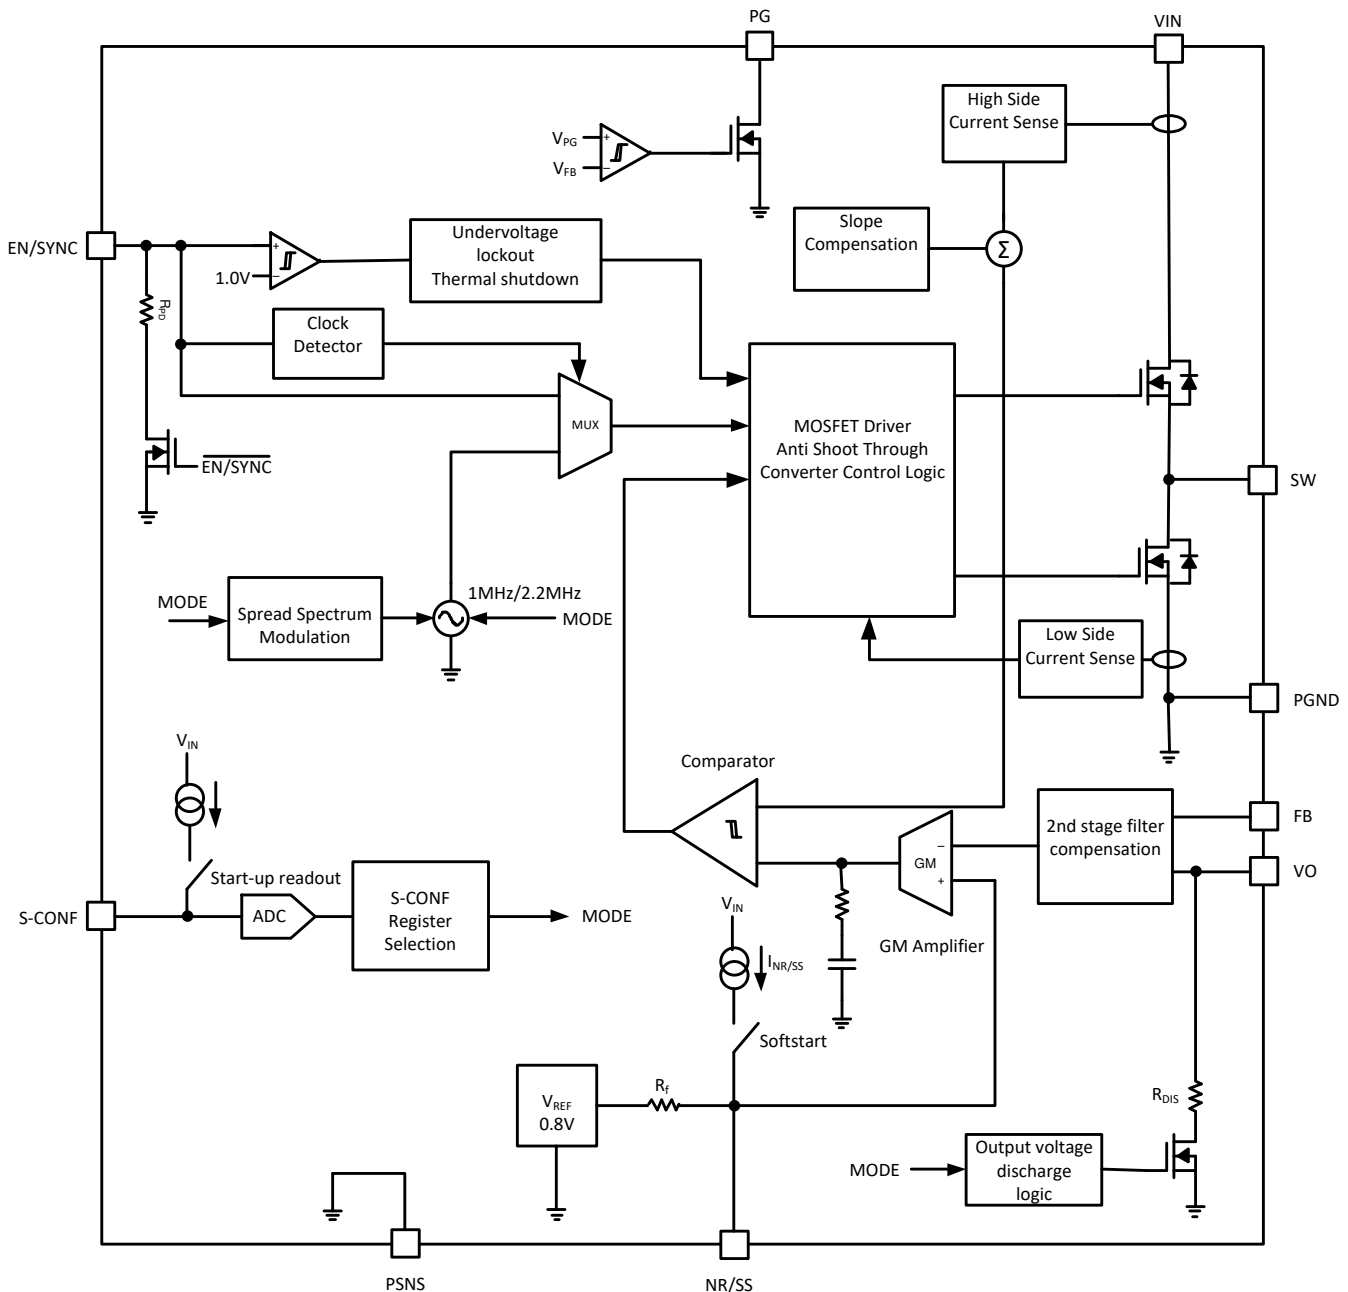 PG
VIN
High Side
Current Sense
VPG
+
VFB
−
Slope
Compensation
Σ
EN/SYNC
+
1.0V
−
Undervoltage
lockout
Thermal shutdown
RPD
Clock
Detector
MUX
MOSFET Driver
Anti Shoot Through
Converter Control Logic
EN/SYNC
SW
MODE
Spread Spectrum
Modulation
1MHz/2.2MHz
MODE
Low Side
Current Sense
PGND
VIN
Comparator
2nd stage filter
compensation
FB
GM
−
+
VO
Start-up readout
S-CONF
ADC
S-CONF
Register
Selection
MODE
VIN
GM Amplifier
INR/SS
Softstart
VREF
0.8V
Rf
RDIS
MODE
Output voltage
discharge
logic
PSNS
NR/SS